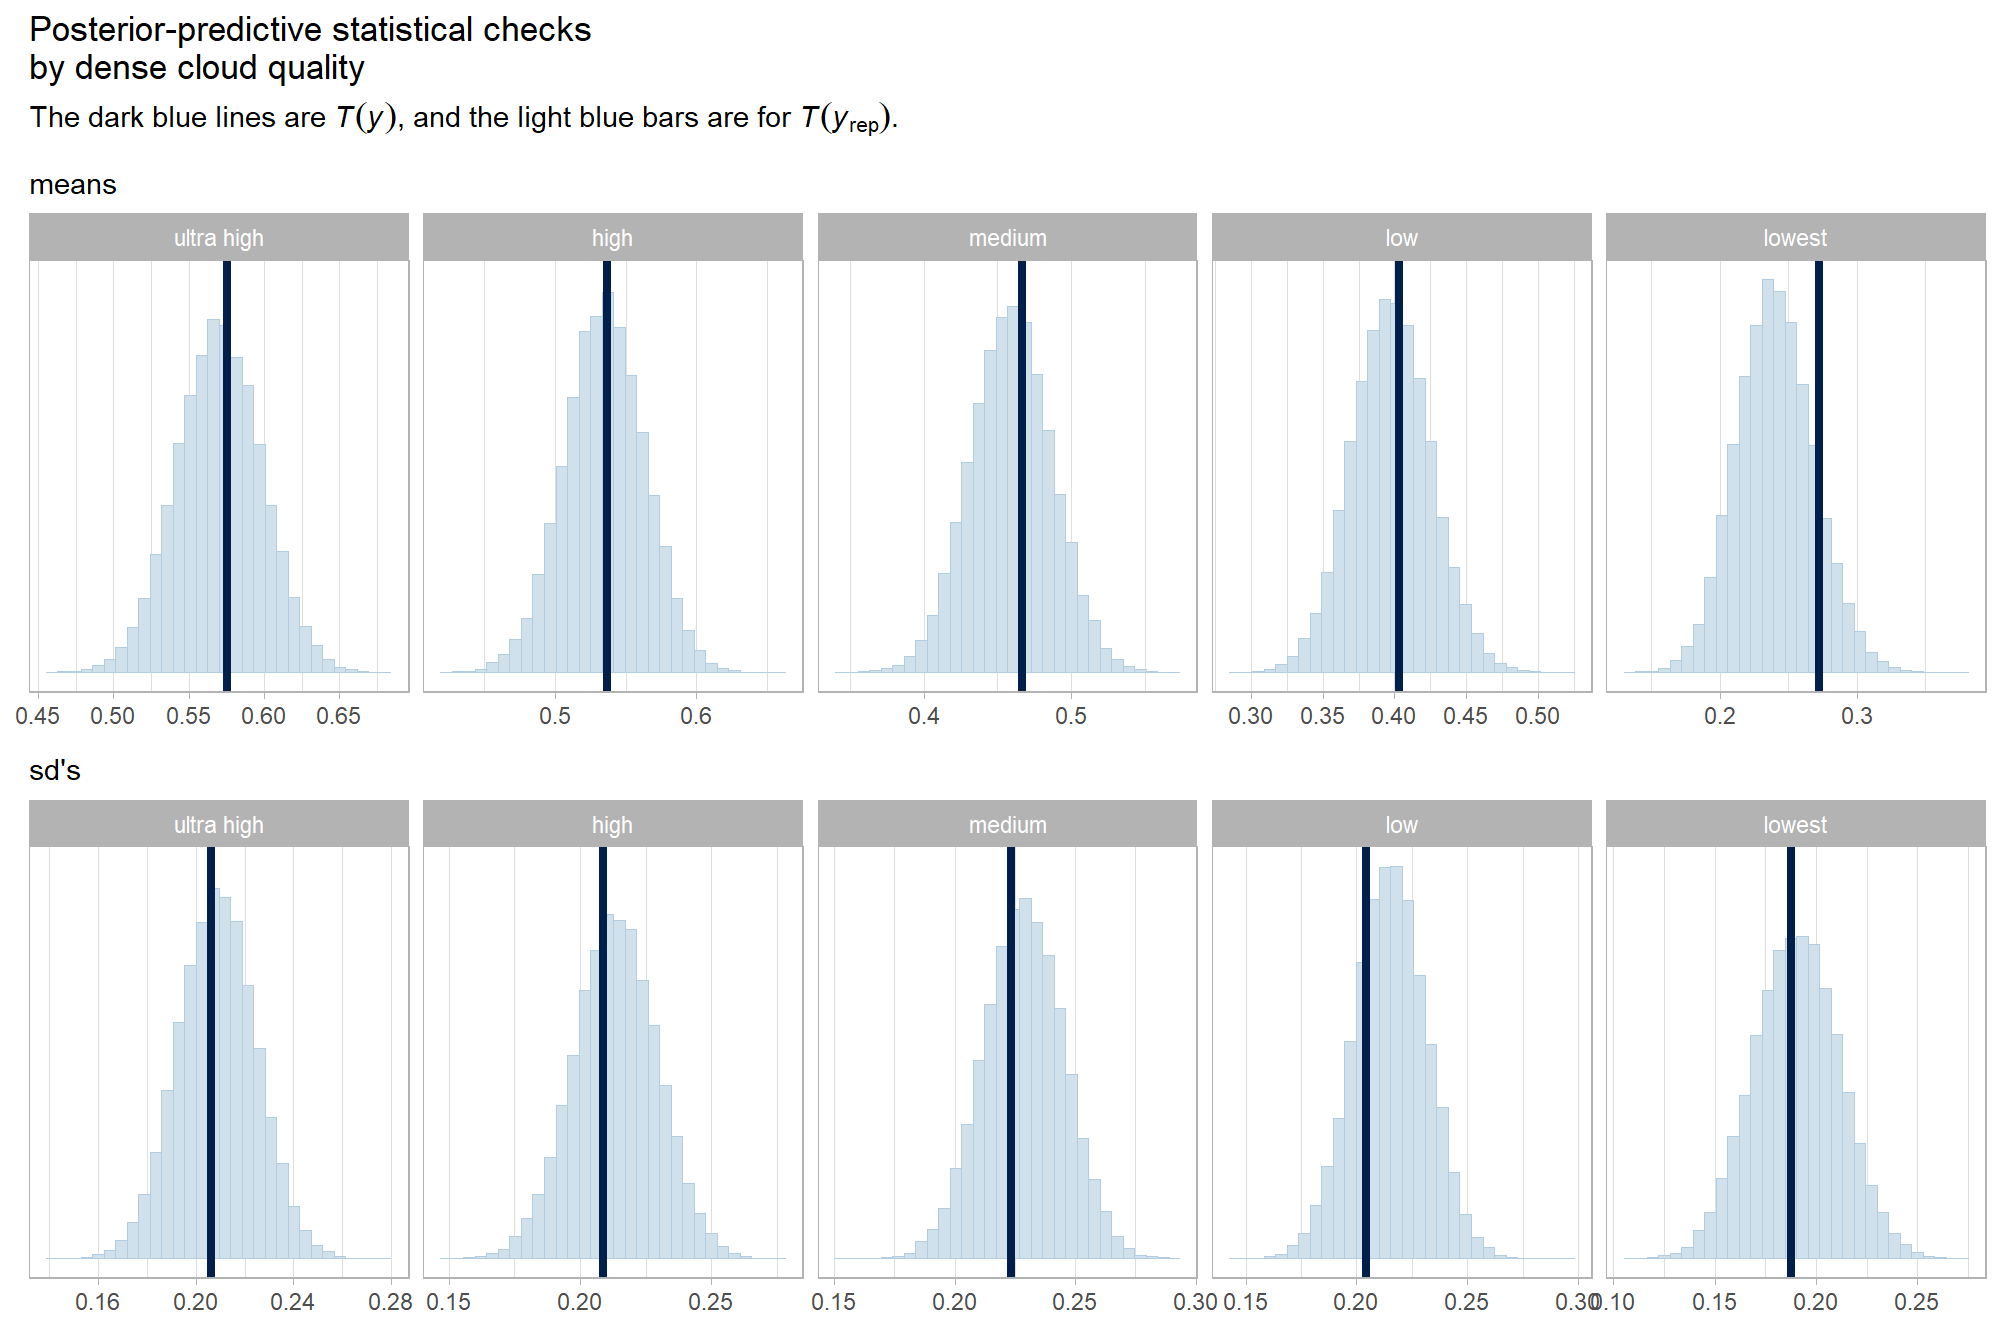 Posterior-predictive statistical checks
by dense cloud quality
The dark blue lines are T(y), and the light blue bars are for T(y_rep).
means
ultra high high medium low lowest
0.45 0.50 0.55 0.60 0.65 0.5 0.6 0.4 0.5 0.30 0.35 0.40 0.45 0.50 0.2 0.3
sd's
ultra high high medium low lowest
0.16 0.20 0.24 0.28 0.15 0.20 0.25 0.15 0.20 0.25 0.30 0.15 0.20 0.25 0.30 0.10 0.15 0.20 0.25